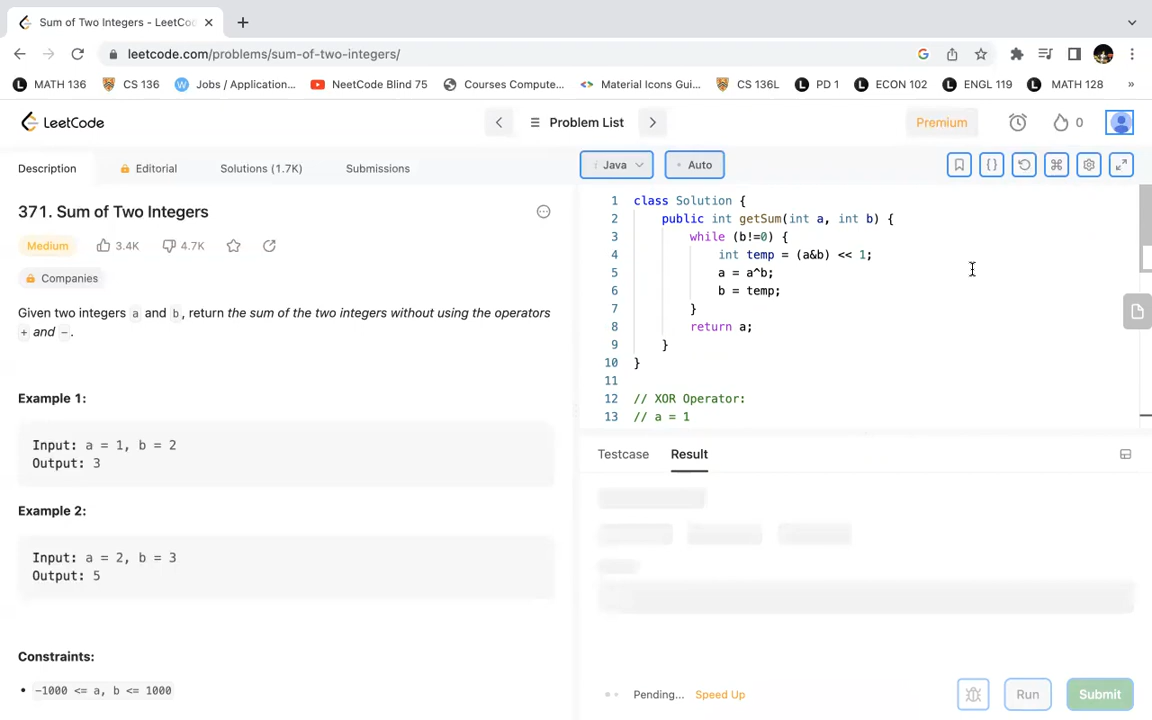 Sum of Two Integers - LeetCo
leetcode.com/problems/sum-of-two-integers/
MATH 136
CS 136
Jobs / Application...
NeetCode Blind 75
Courses Compute...
Material Icons Gui...
CS 136L
PD 1
ECON 102
ENGL 119
MATH 128
»
LeetCode
Problem List
Premium
0
Description
Editorial
Solutions (1.7K)
Submissions
i Java
Auto
371. Sum of Two Integers
Medium
3.4K
4.7K
Companies
Given two integers a and b, return the sum of the two integers without using the operators
+ and -.
Example 1:
Input: a = 1, b = 2
Output: 3
Example 2:
Input: a = 2, b = 3
Output: 5
Constraints:
• -1000 <= a, b <= 1000
1 class Solution {
2 public int getSum(int a, int b) {
3 while (b!=0) {
4 int temp = (a&b) << 1;
5 a = a^b;
6 b = temp;
7 }
8 return a;
9 }
10 }
11
12 // XOR Operator:
13 // a = 1
Testcase
Result
Pending...
Speed Up
Run
Submit